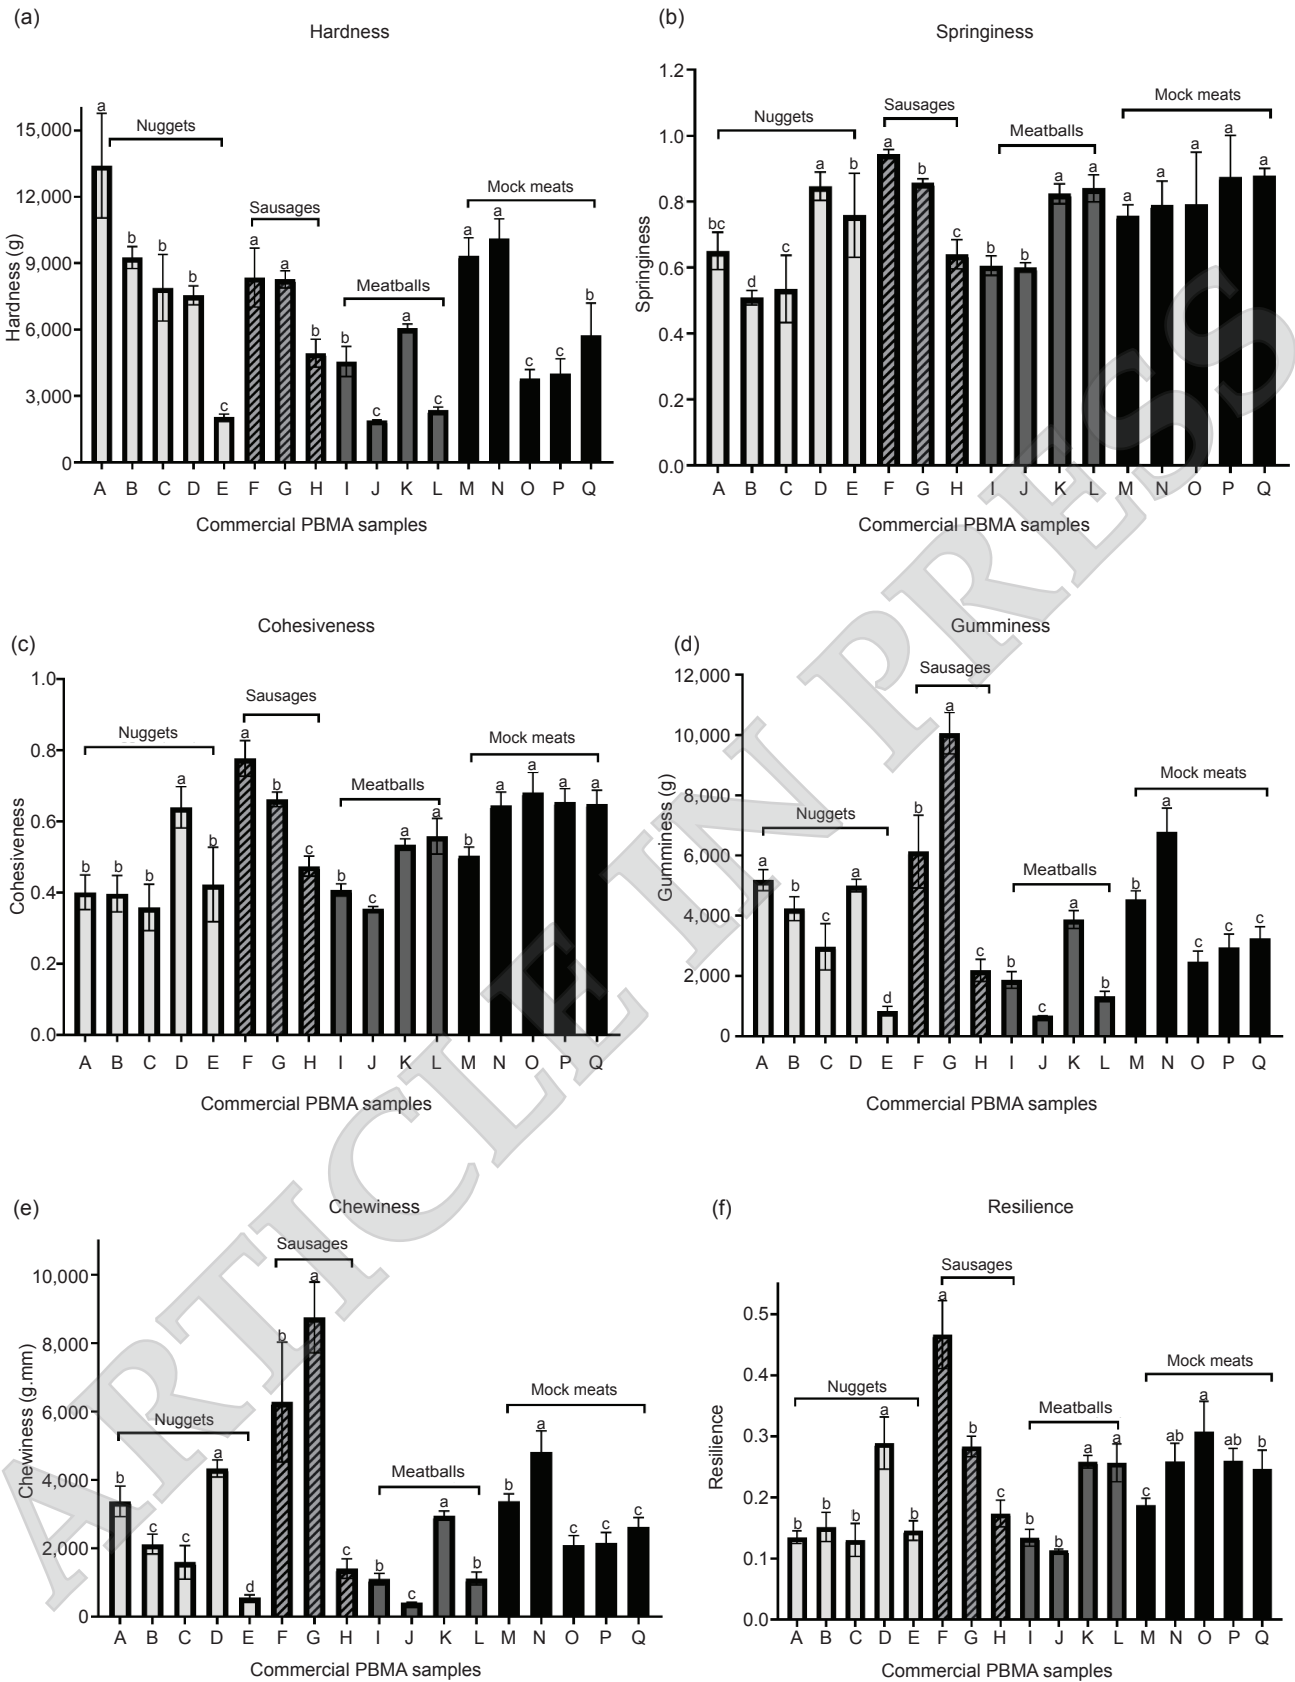 (a)
Hardness
Hardness (g)
15,000
12,000
9,000
6,000
3,000
0
Nuggets
Sausages
Meatballs
Mock meats
a b b b c a a b b c a c a a c c b
A B C D E F G H I J K L M N O P Q
Commercial PBMA samples
(b)
Springiness
Springiness
1.2
1.0
0.8
0.6
0.4
0.2
0.0
Nuggets
Sausages
Meatballs
Mock meats
bc d c a b a b c b b a a a a a a a
A B C D E F G H I J K L M N O P Q
Commercial PBMA samples
(c)
Cohesiveness
Cohesiveness
1.0
0.8
0.6
0.4
0.2
0.0
Nuggets
Sausages
Meatballs
Mock meats
b b b a b a b c b c a a b a a a a
A B C D E F G H I J K L M N O P Q
Commercial PBMA samples
(d)
Gumminess
Gumminess (g)
12,000
10,000
8,000
6,000
4,000
2,000
0
Nuggets
Sausages
Meatballs
Mock meats
a b c a d b a c b c a b b a c c c
A B C D E F G H I J K L M N O P Q
Commercial PBMA samples
(e)
Chewiness
Chewiness (g.mm)
10,000
8,000
6,000
4,000
2,000
0
Nuggets
Sausages
Meatballs
Mock meats
b c c a d b a c b c a b b a c c c
A B C D E F G H I J K L M N O P Q
Commercial PBMA samples
(f)
Resilience
Resilience
0.5
0.4
0.3
0.2
0.1
0.0
Nuggets
Sausages
Meatballs
Mock meats
b b b a b a b c b b a a c ab a ab b
A B C D E F G H I J K L M N O P Q
Commercial PBMA samples
ARTICLE IN PRESS